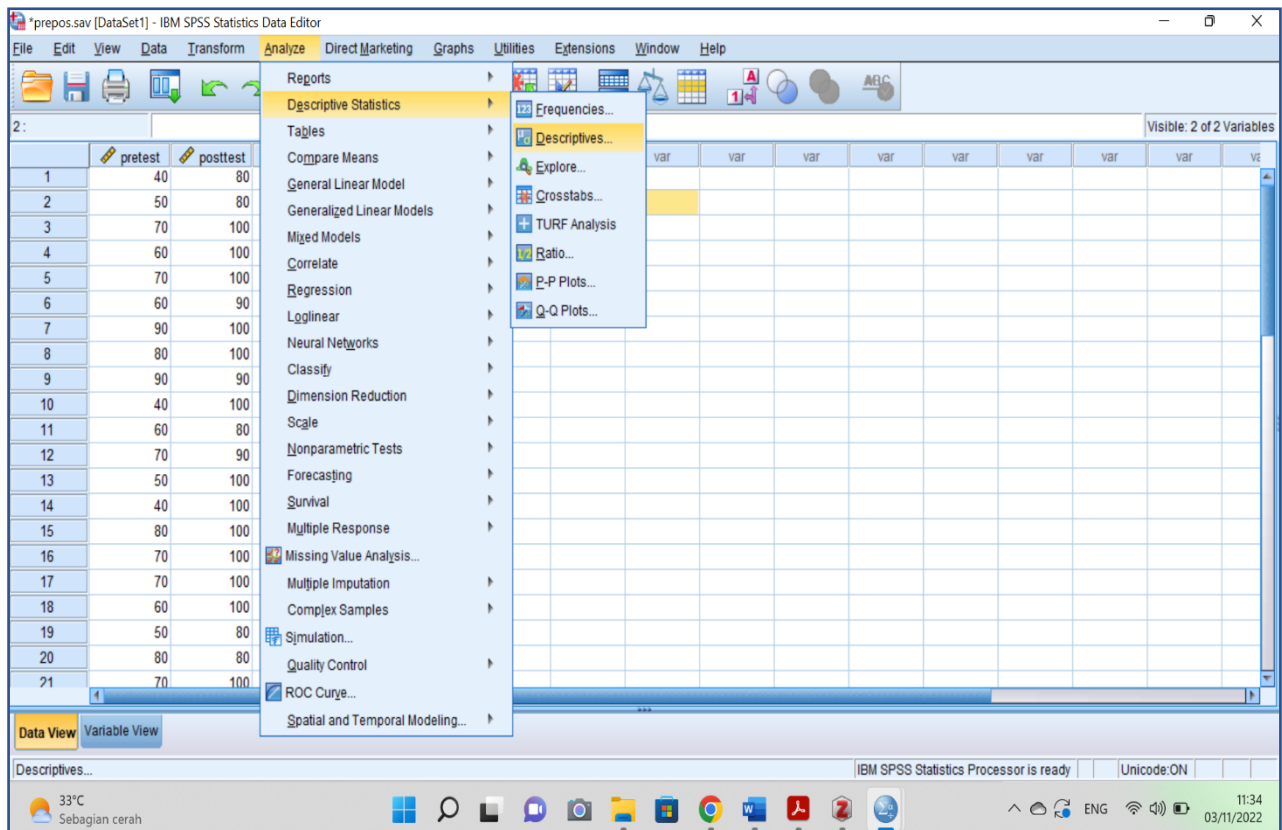 *prepos.sav [DataSet1] - IBM SPSS Statistics Data Editor
File Edit View Data Transform Analyze Direct Marketing Graphs Utilities Extensions Window Help
2 :
Visible: 2 of 2 Variables
pretest posttest var var var var var var var var va
1 40 80
2 50 80
3 70 100
4 60 100
5 70 100
6 60 90
7 90 100
8 80 100
9 90 90
10 40 100
11 60 80
12 70 90
13 50 100
14 40 100
15 80 100
16 70 100
17 70 100
18 60 100
19 50 80
20 80 80
21 70 100
Reports
Descriptive Statistics
Tables
Compare Means
General Linear Model
Generalized Linear Models
Mixed Models
Correlate
Regression
Loglinear
Neural Networks
Classify
Dimension Reduction
Scale
Nonparametric Tests
Forecasting
Survival
Multiple Response
Missing Value Analysis...
Multiple Imputation
Complex Samples
Simulation...
Quality Control
ROC Curve...
Spatial and Temporal Modeling...
Frequencies...
Descriptives...
Explore...
Crosstabs...
TURF Analysis
Ratio...
P-P Plots...
Q-Q Plots...
Data View Variable View
Descriptives... IBM SPSS Statistics Processor is ready Unicode:ON
33°C
Sebagian cerah
ENG
11:34
03/11/2022